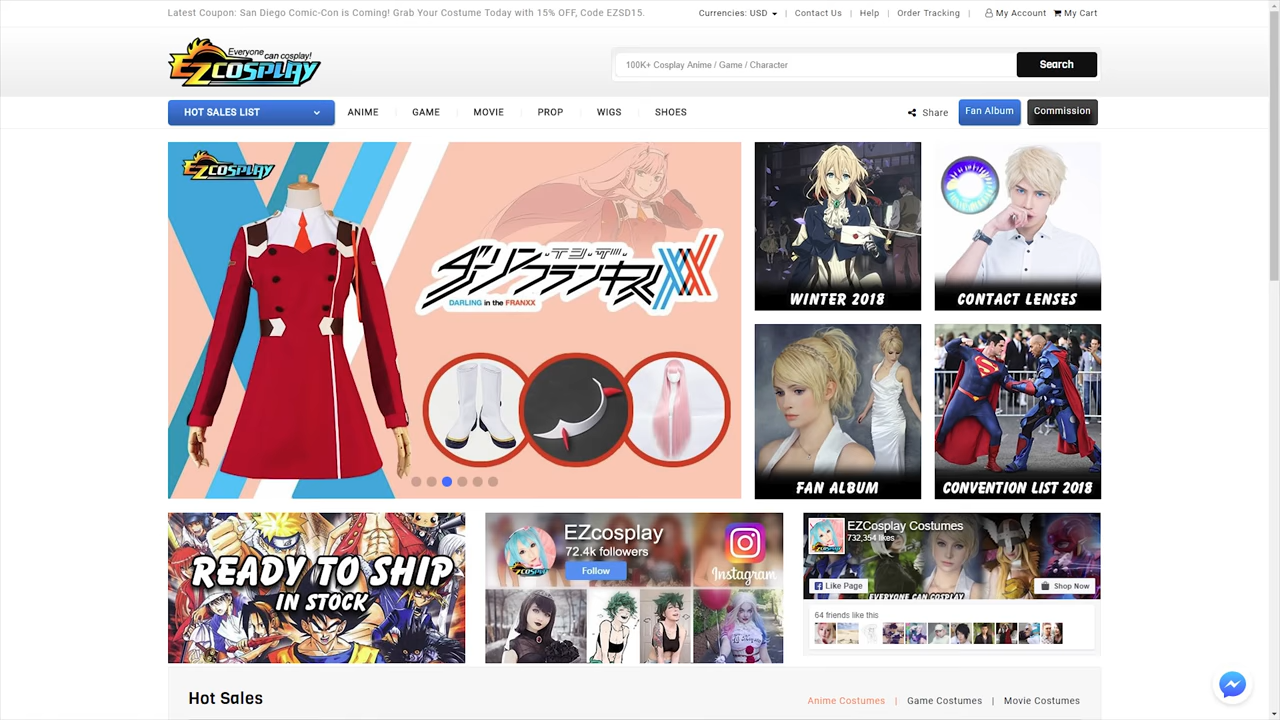 Latest Coupon: San Diego Comic-Con is Coming! Grab Your Costume Today with 15% OFF, Code EZSD15.
Currencies: USD | Contact Us | Help | Order Tracking | My Account My Cart
Everyone can cosplay!
EZCOSPLAY
100K+ Cosplay Anime / Game / Character
Search
HOT SALES LIST
ANIME
GAME
MOVIE
PROP
WIGS
SHOES
Share
Fan Album
Commission
EZCOSPLAY
ダーリン・イン・ザ・フランキス
DARLING in the FRANXX
WINTER 2018
CONTACT LENSES
FAN ALBUM
CONVENTION LIST 2018
READY TO SHIP
IN STOCK
EZcosplay
72.4k followers
Follow
Instagram
EZCosplay Costumes
732,354 likes
Like Page
Shop Now
EVERYONE CAN COSPLAY
64 friends like this
Hot Sales
Anime Costumes | Game Costumes | Movie Costumes